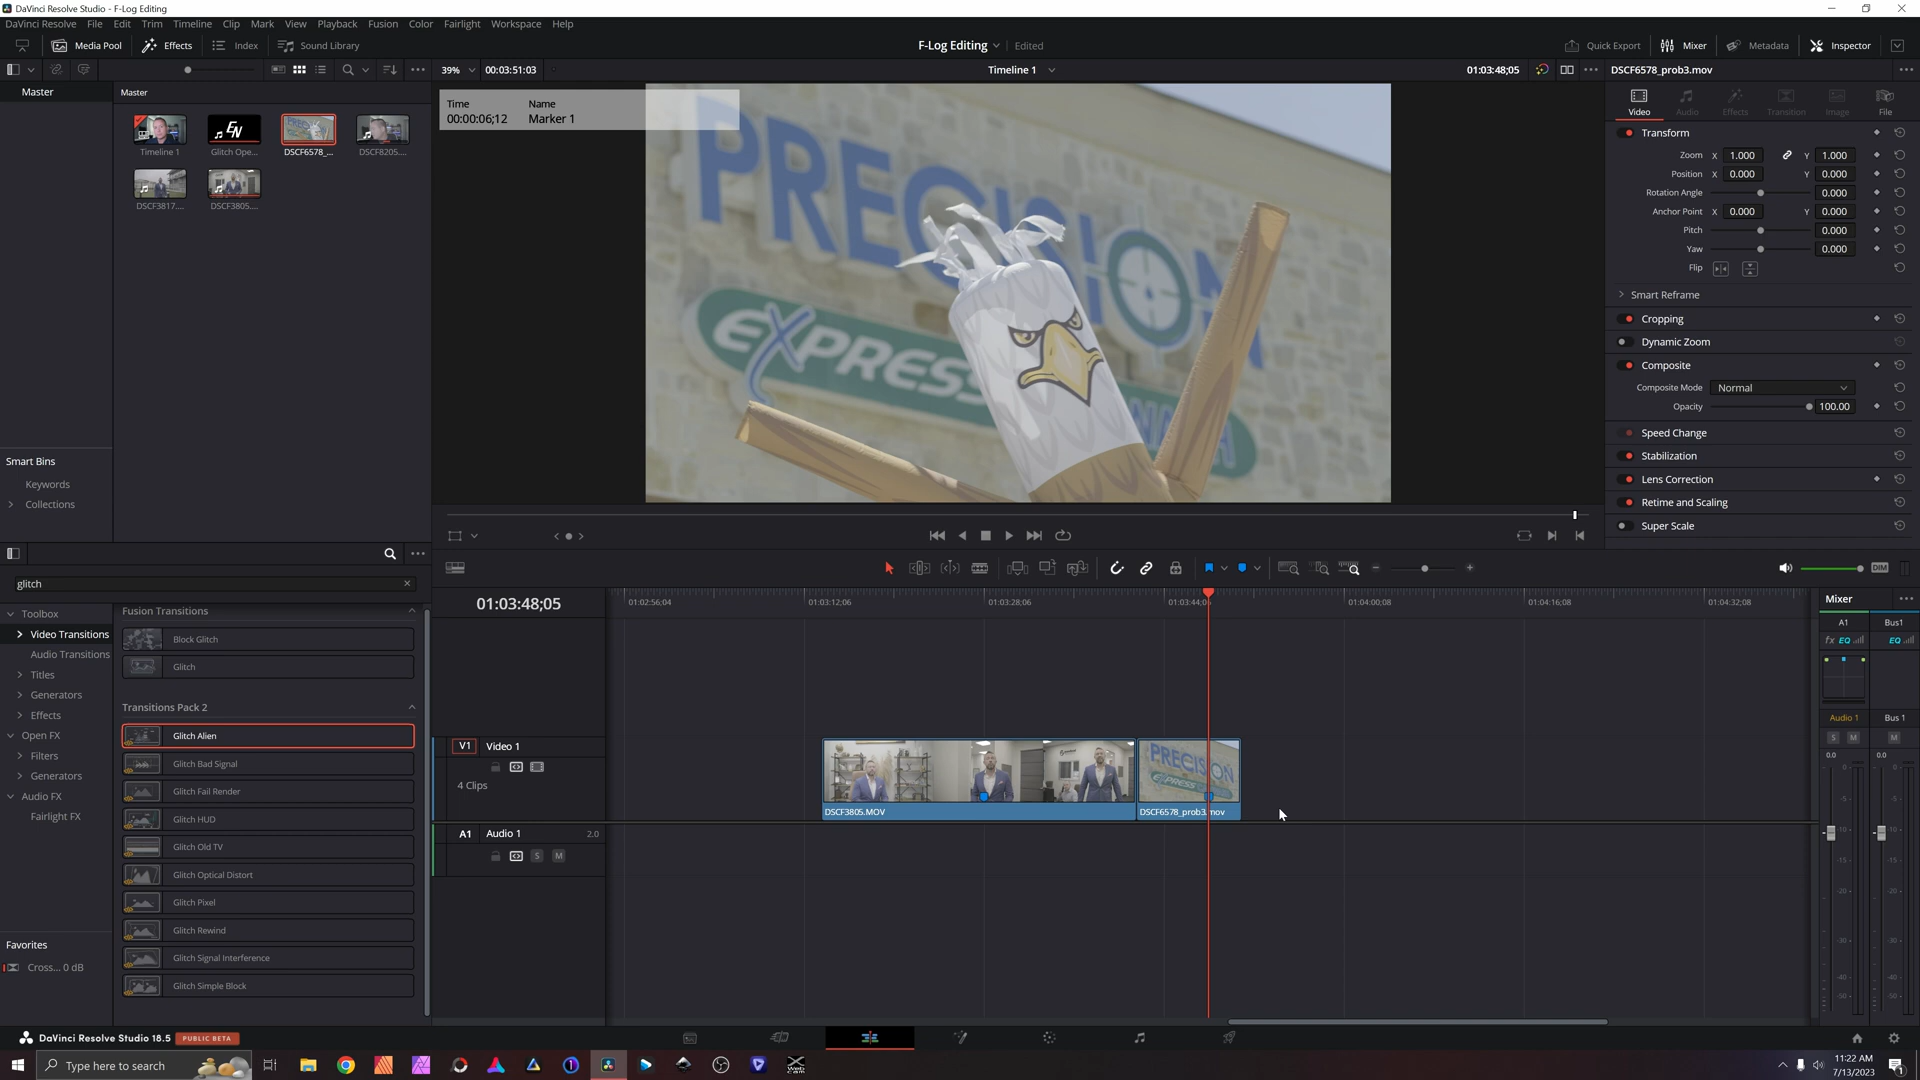 DaVinci Resolve Studio - F-Log Editing
DaVinci Resolve File Edit Trim Timeline Clip Mark View Playback Fusion Color Fairlight Workspace Help
Media Pool Effects Index Sound Library
F-Log Editing Edited
Quick Export Mixer Metadata Inspector
39% 00:03:51:03 Timeline 1 01:03:48;05 DSCF6578_prob3.mov
Master Master
Timeline 1 Glitch Ope... DSCF6578_... DSCF8205....
DSCF3817.... DSCF3805....
Smart Bins
Keywords
Collections
Time Name
00:00:06;12 Marker 1
PRECISION
EXPRESS
Video Audio Effects Transition Image File
Transform
Zoom X 1.000 Y 1.000
Position X 0.000 Y 0.000
Rotation Angle 0.000
Anchor Point X 0.000 Y 0.000
Pitch 0.000
Yaw 0.000
Flip
Smart Reframe
Cropping
Dynamic Zoom
Composite
Composite Mode Normal
Opacity 100.00
Speed Change
Stabilization
Lens Correction
Retime and Scaling
Super Scale
glitch
Toolbox
Video Transitions
Audio Transitions
Titles
Generators
Effects
Open FX
Filters
Generators
Audio FX
Fairlight FX
Favorites
Cross... 0 dB
Fusion Transitions
Block Glitch
Glitch
Transitions Pack 2
Glitch Alien
Glitch Bad Signal
Glitch Fail Render
Glitch HUD
Glitch Old TV
Glitch Optical Distort
Glitch Pixel
Glitch Rewind
Glitch Signal Interference
Glitch Simple Block
DIM
01:03:48;05
01:02:56;04 01:03:12;06 01:03:28;06 01:03:44;0 01:04:00;08 01:04:16;08 01:04:32;08
V1 Video 1
4 Clips
DSCF3805.MOV DSCF6578_prob3.mov
A1 Audio 1 2.0
S M
Mixer
A1 Bus1
fx EQ EQ
Audio 1 Bus 1
S M M
0.0 0.0
DaVinci Resolve Studio 18.5 PUBLIC BETA
Type here to search
11:22 AM
7/13/2023